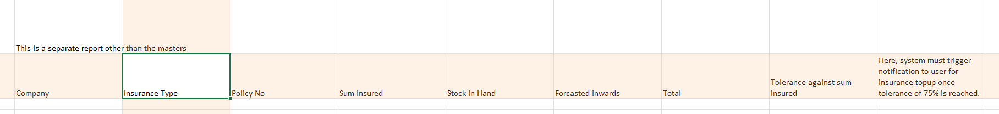 This is a separate report other than the masters
Company
Insurance Type
Policy No
Sum Insured
Stock in Hand
Forcasted Inwards
Total
Tolerance against sum
insured
Here, system must trigger
notification to user for
insurance topup once
tolerance of 75% is reached.